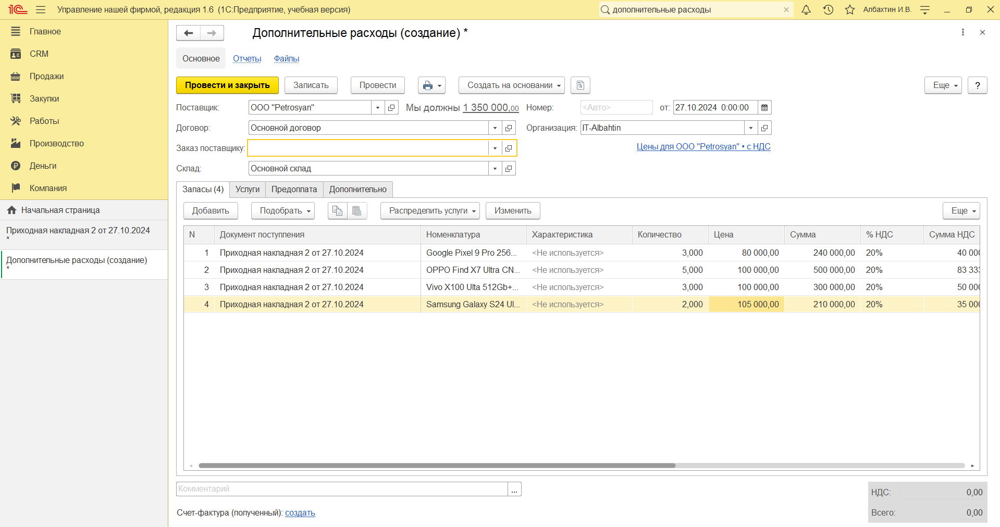 Управление нашей фирмой, редакция 1.6 (1С:Предприятие, учебная версия)
дополнительные расходы
Албахтин И.В.
Главное
CRM
Продажи
Закупки
Работы
Производство
Деньги
Компания
Начальная страница
Приходная накладная 2 от 27.10.2024
*
Дополнительные расходы (создание)
*
Дополнительные расходы (создание) *
Основное Отчеты Файлы
Провести и закрыть Записать Провести Создать на основании Еще ?
Поставщик: ООО "Petrosyan" Мы должны 1 350 000,00 Номер: <Авто> от: 27.10.2024 0:00:00
Договор: Основной договор Организация: IT-Albahtin
Заказ поставщику: Цены для ООО "Petrosyan" • с НДС
Склад: Основной склад
Запасы (4) Услуги Предоплата Дополнительно
Добавить Подобрать Распределить услуги Изменить Еще
N Документ поступления Номенклатура Характеристика Количество Цена Сумма % НДС Сумма НДС
1 Приходная накладная 2 от 27.10.2024 Google Pixel 9 Pro 256... <Не используется> 3,000 80 000,00 240 000,00 20% 40 000
2 Приходная накладная 2 от 27.10.2024 OPPO Find X7 Ultra CN... <Не используется> 5,000 100 000,00 500 000,00 20% 83 333
3 Приходная накладная 2 от 27.10.2024 Vivo X100 Ulta 512Gb+... <Не используется> 3,000 100 000,00 300 000,00 20% 50 000
4 Приходная накладная 2 от 27.10.2024 Samsung Galaxy S24 Ul... <Не используется> 2,000 105 000,00 210 000,00 20% 35 000
Комментарий ...
НДС: 0,00
Счет-фактура (полученный): создать
Всего: 0,00